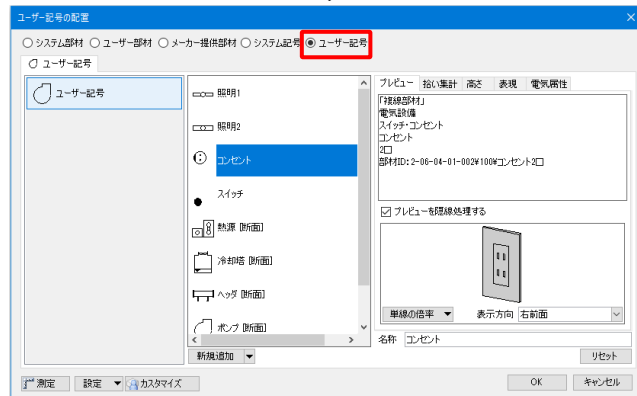 ユーザー記号の配置
システム部材 ユーザー部材 メーカー提供部材 システム記号 ユーザー記号
ユーザー記号
ユーザー記号
照明1
照明2
コンセント
スイッチ
熱源 [断面]
冷却塔 [断面]
ヘッダ [断面]
ポンプ [断面]
新規追加
プレビュー 拾い集計 高さ 表現 電気属性
「複線部材」
電気設備
スイッチ・コンセント
コンセント
2口
部材ID:2-06-04-01-002¥100¥コンセント2口
プレビューを隠線処理する
単線の倍率 表示方向 右前面
名称 コンセント
リセット
測定 設定 カスタマイズ OK キャンセル